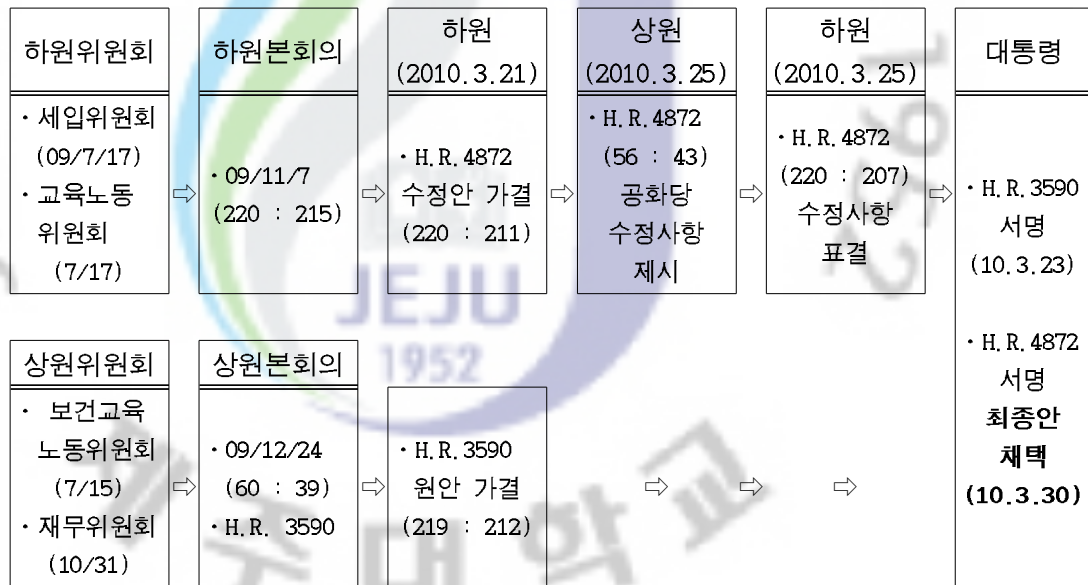 하원위원회
· 세입위원회
(09/7/17)
· 교육노동
위원회
(7/17)
⇨
하원본회의
· 09/11/7
(220 : 215)
⇨
하원
(2010.3.21)
· H.R.4872
수정안 가결
(220 : 211)
⇨
상원
(2010.3.25)
· H.R.4872
(56 : 43)
공화당
수정사항
제시
⇨
하원
(2010.3.25)
· H.R.4872
(220 : 207)
수정사항
표결
⇨
대통령
· H.R.3590
서명
(10.3.23)
· H.R.4872
서명
최종안
채택
(10.3.30)
상원위원회
· 보건교육
노동위원회
(7/15)
· 재무위원회
(10/31)
⇨
상원본회의
· 09/12/24
(60 : 39)
· H.R. 3590
⇨
· H.R.3590
원안 가결
(219 : 212)
⇨
⇨
⇨
JEJU
1952
1952
제주대학교